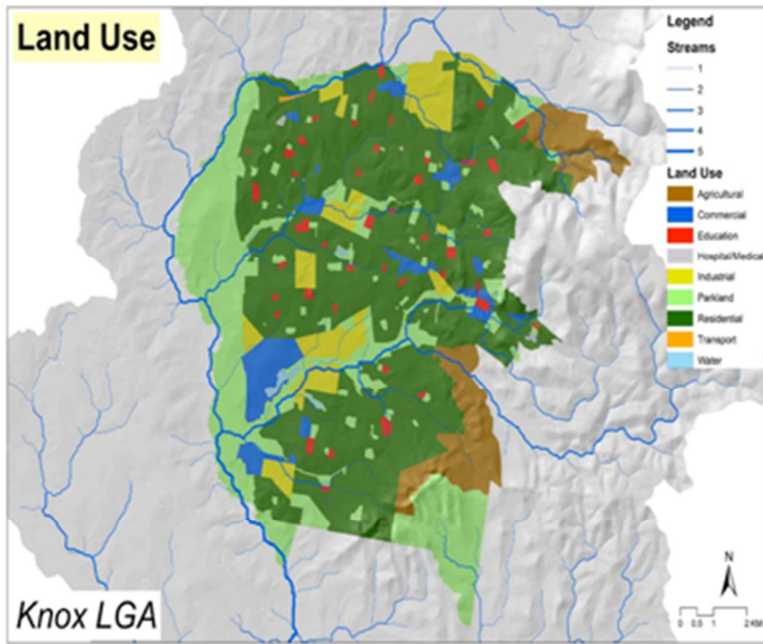 Land Use
Legend
Streams
1
2
3
4
5
Land Use
Agricultural
Commercial
Education
Hospital/Medical
Industrial
Parkland
Residential
Transport
Water
N
0 0.5 1 2 KM
Knox LGA